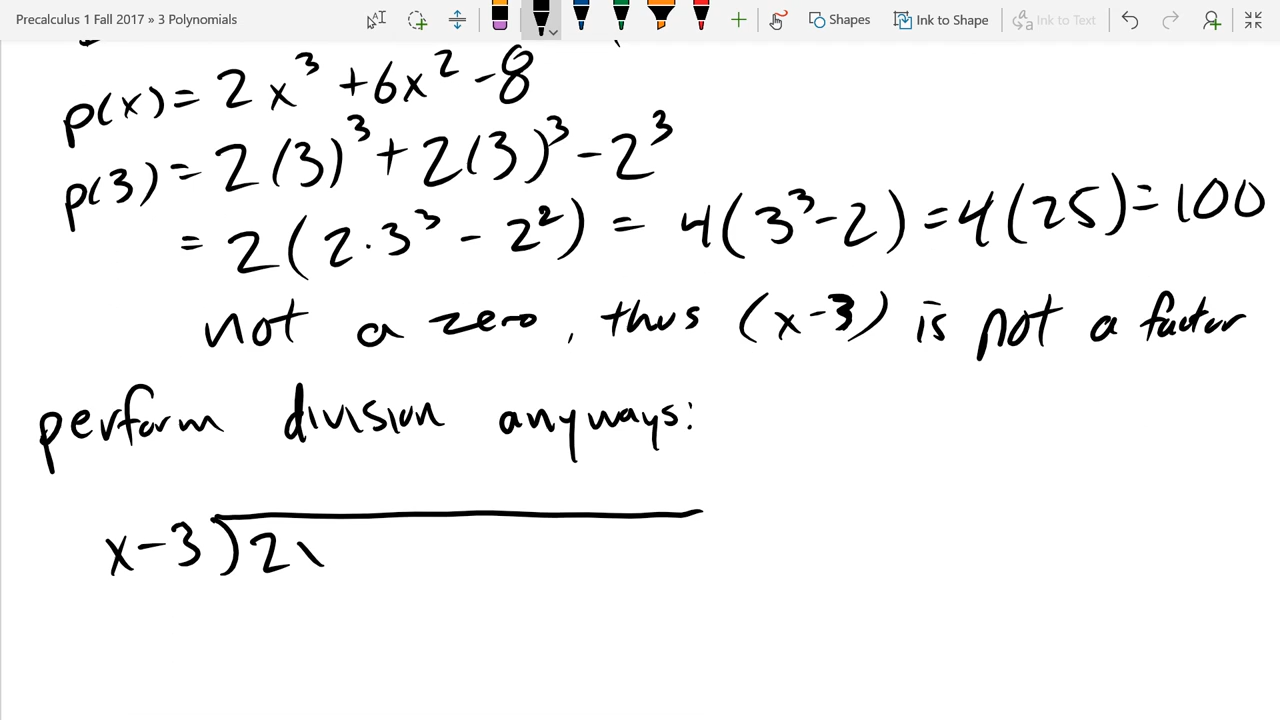 Precalculus 1 Fall 2017 » 3 Polynomials
Shapes
Ink to Shape
Ink to Text
p(x) = 2x³ + 6x² - 8
p(3) = 2(3)³ + 2(3)³ - 2³
= 2(2·3³ - 2²) = 4(3³ - 2) = 4(25) = 100
not a zero, thus (x-3) is not a factor
perform division anyways:
x-3)2